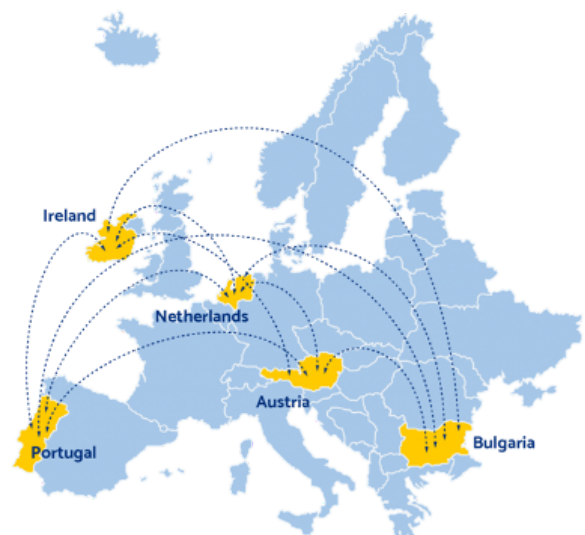 Ireland
Netherlands
Austria
Portugal
Bulgaria